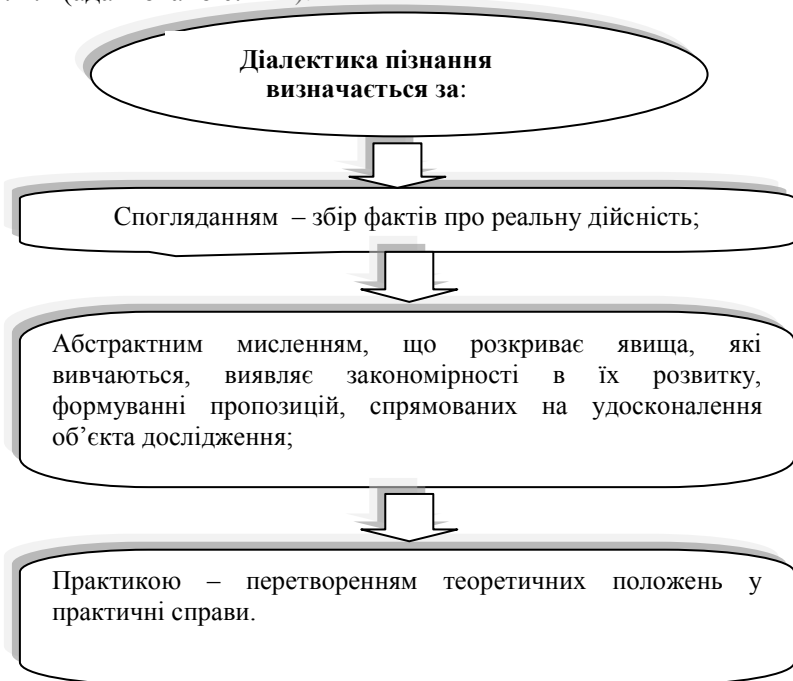 Діалектика пізнання
визначається за:
Спогляданням – збір фактів про реальну дійсність;
Абстрактним мисленням, що розкриває явища, які
вивчаються, виявляє закономірності в їх розвитку,
формуванні пропозицій, спрямованих на удосконалення
об’єкта дослідження;
Практикою – перетворенням теоретичних положень у
практичні справи.